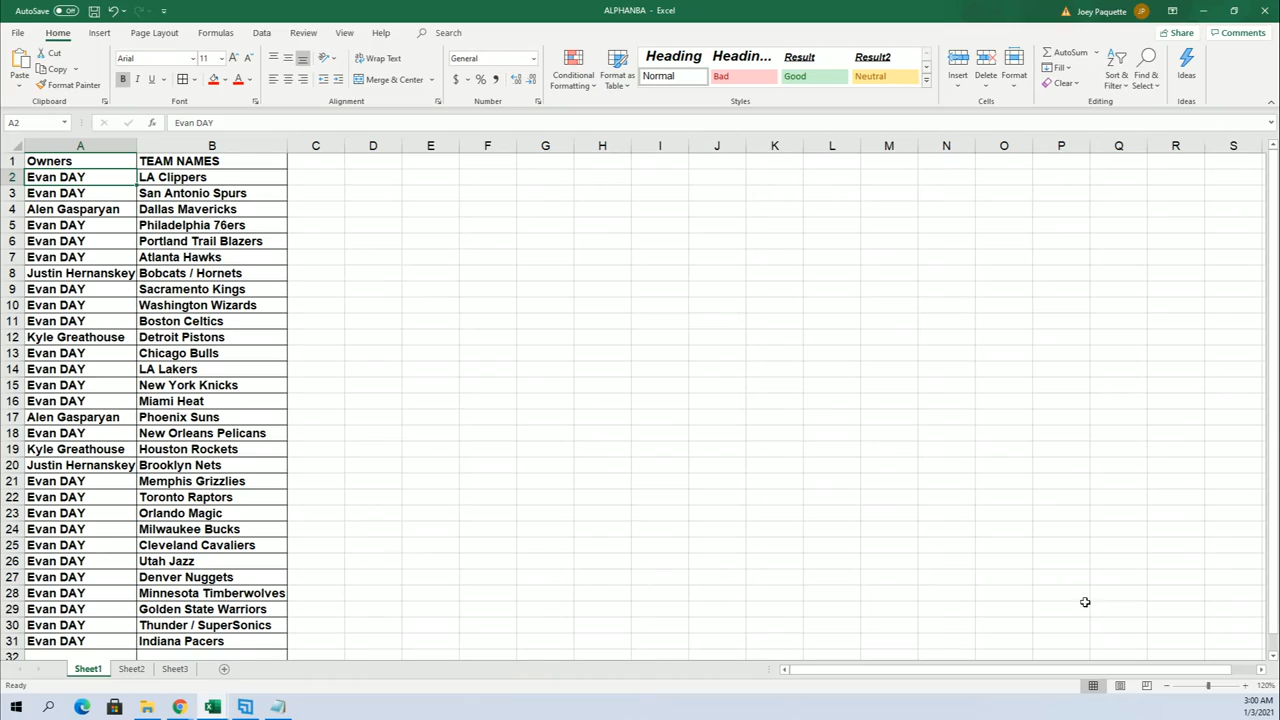 AutoSave Off ALPHANBA - Excel Joey Paquette JP
File Home Insert Page Layout Formulas Data Review View Help Search Share Comments
Paste Cut Copy Format Painter Clipboard
Arial 11 A A B I U A Font
Wrap Text Merge & Center Alignment
General $ % , Number
Conditional Formatting Format as Table
Heading Headin... Result Result2
Normal Bad Good Neutral
Styles
Insert Delete Format Cells
AutoSum Fill Clear Sort & Filter Find & Select Editing
Ideas Ideas
A2 fx Evan DAY
A B C D E F G H I J K L M N O P Q R S
1 Owners TEAM NAMES
2 Evan DAY LA Clippers
3 Evan DAY San Antonio Spurs
4 Alen Gasparyan Dallas Mavericks
5 Evan DAY Philadelphia 76ers
6 Evan DAY Portland Trail Blazers
7 Evan DAY Atlanta Hawks
8 Justin Hernanskey Bobcats / Hornets
9 Evan DAY Sacramento Kings
10 Evan DAY Washington Wizards
11 Evan DAY Boston Celtics
12 Kyle Greathouse Detroit Pistons
13 Evan DAY Chicago Bulls
14 Evan DAY LA Lakers
15 Evan DAY New York Knicks
16 Evan DAY Miami Heat
17 Alen Gasparyan Phoenix Suns
18 Evan DAY New Orleans Pelicans
19 Kyle Greathouse Houston Rockets
20 Justin Hernanskey Brooklyn Nets
21 Evan DAY Memphis Grizzlies
22 Evan DAY Toronto Raptors
23 Evan DAY Orlando Magic
24 Evan DAY Milwaukee Bucks
25 Evan DAY Cleveland Cavaliers
26 Evan DAY Utah Jazz
27 Evan DAY Denver Nuggets
28 Evan DAY Minnesota Timberwolves
29 Evan DAY Golden State Warriors
30 Evan DAY Thunder / SuperSonics
31 Evan DAY Indiana Pacers
32
Sheet1 Sheet2 Sheet3
Ready 120%
3:00 AM
1/3/2021